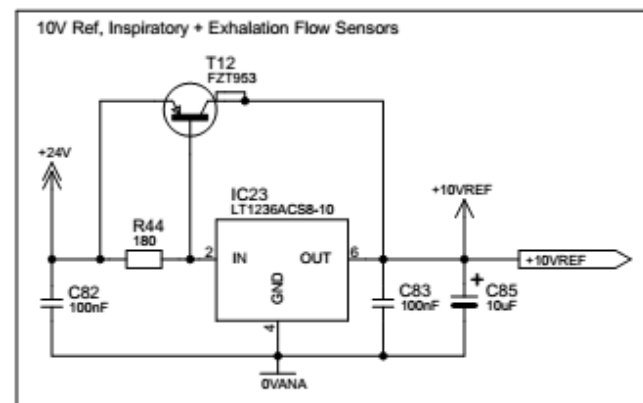 10V Ref, Inspiratory + Exhalation Flow Sensors
T12
FZT953
+24V
R44
180
IC23
LT1236ACS8-10
2
IN
OUT
6
GND
4
+10VREF
+10VREF
C82
100nF
C83
100nF
+
C85
10uF
0VANA